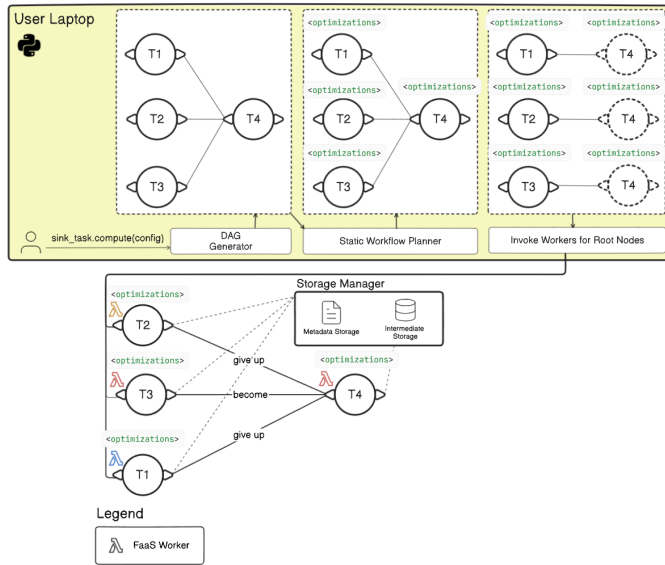 User Laptop
<optimizations>
<optimizations>
<optimizations>
T1
T1
T1
T4
<optimizations>
<optimizations>
<optimizations>
<optimizations>
T2
T4
T2
T4
T2
T4
<optimizations>
<optimizations>
<optimizations>
T3
T3
T3
T4
sink_task.compute(config)
DAG
Generator
Static Workflow Planner
Invoke Workers for Root Nodes
Storage Manager
<optimizations>
T2
Metadata Storage
Intermediate
Storage
give up
<optimizations>
<optimizations>
T3
become
T4
give up
<optimizations>
T1
Legend
FaaS Worker